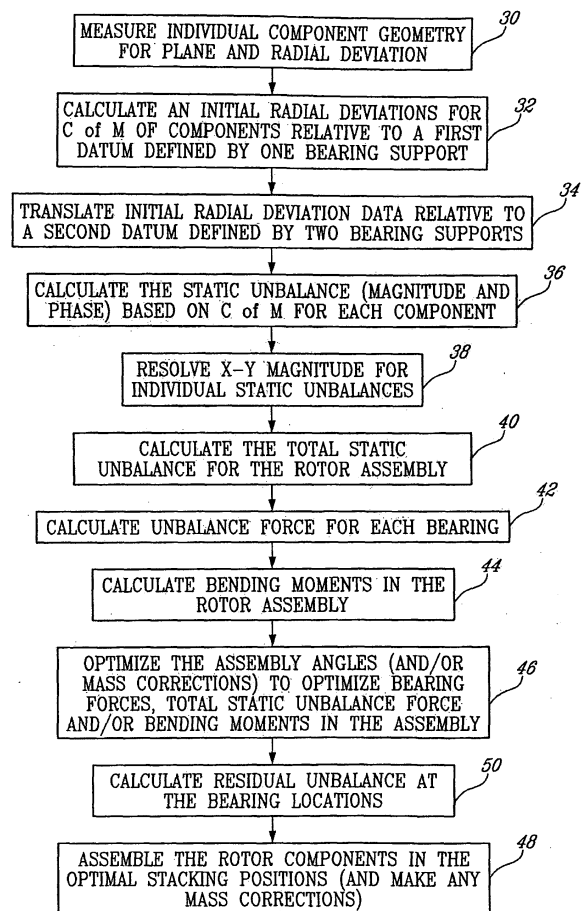 MEASURE INDIVIDUAL COMPONENT GEOMETRY
FOR PLANE AND RADIAL DEVIATION
30
CALCULATE AN INITIAL RADIAL DEVIATIONS FOR
C of M OF COMPONENTS RELATIVE TO A FIRST
DATUM DEFINED BY ONE BEARING SUPPORT
32
TRANSLATE INITIAL RADIAL DEVIATION DATA RELATIVE TO
A SECOND DATUM DEFINED BY TWO BEARING SUPPORTS
34
CALCULATE THE STATIC UNBALANCE (MAGNITUDE AND
PHASE) BASED ON C of M FOR EACH COMPONENT
36
RESOLVE X-Y MAGNITUDE FOR
INDIVIDUAL STATIC UNBALANCES
38
CALCULATE THE TOTAL STATIC
UNBALANCE FOR THE ROTOR ASSEMBLY
40
CALCULATE UNBALANCE FORCE FOR EACH BEARING
42
CALCULATE BENDING MOMENTS IN THE
ROTOR ASSEMBLY
44
OPTIMIZE THE ASSEMBLY ANGLES (AND/OR
MASS CORRECTIONS) TO OPTIMIZE BEARING
FORCES, TOTAL STATIC UNBALANCE FORCE
AND/OR BENDING MOMENTS IN THE ASSEMBLY
46
CALCULATE RESIDUAL UNBALANCE AT
THE BEARING LOCATIONS
50
ASSEMBLE THE ROTOR COMPONENTS IN THE
OPTIMAL STACKING POSITIONS (AND MAKE ANY
MASS CORRECTIONS)
48